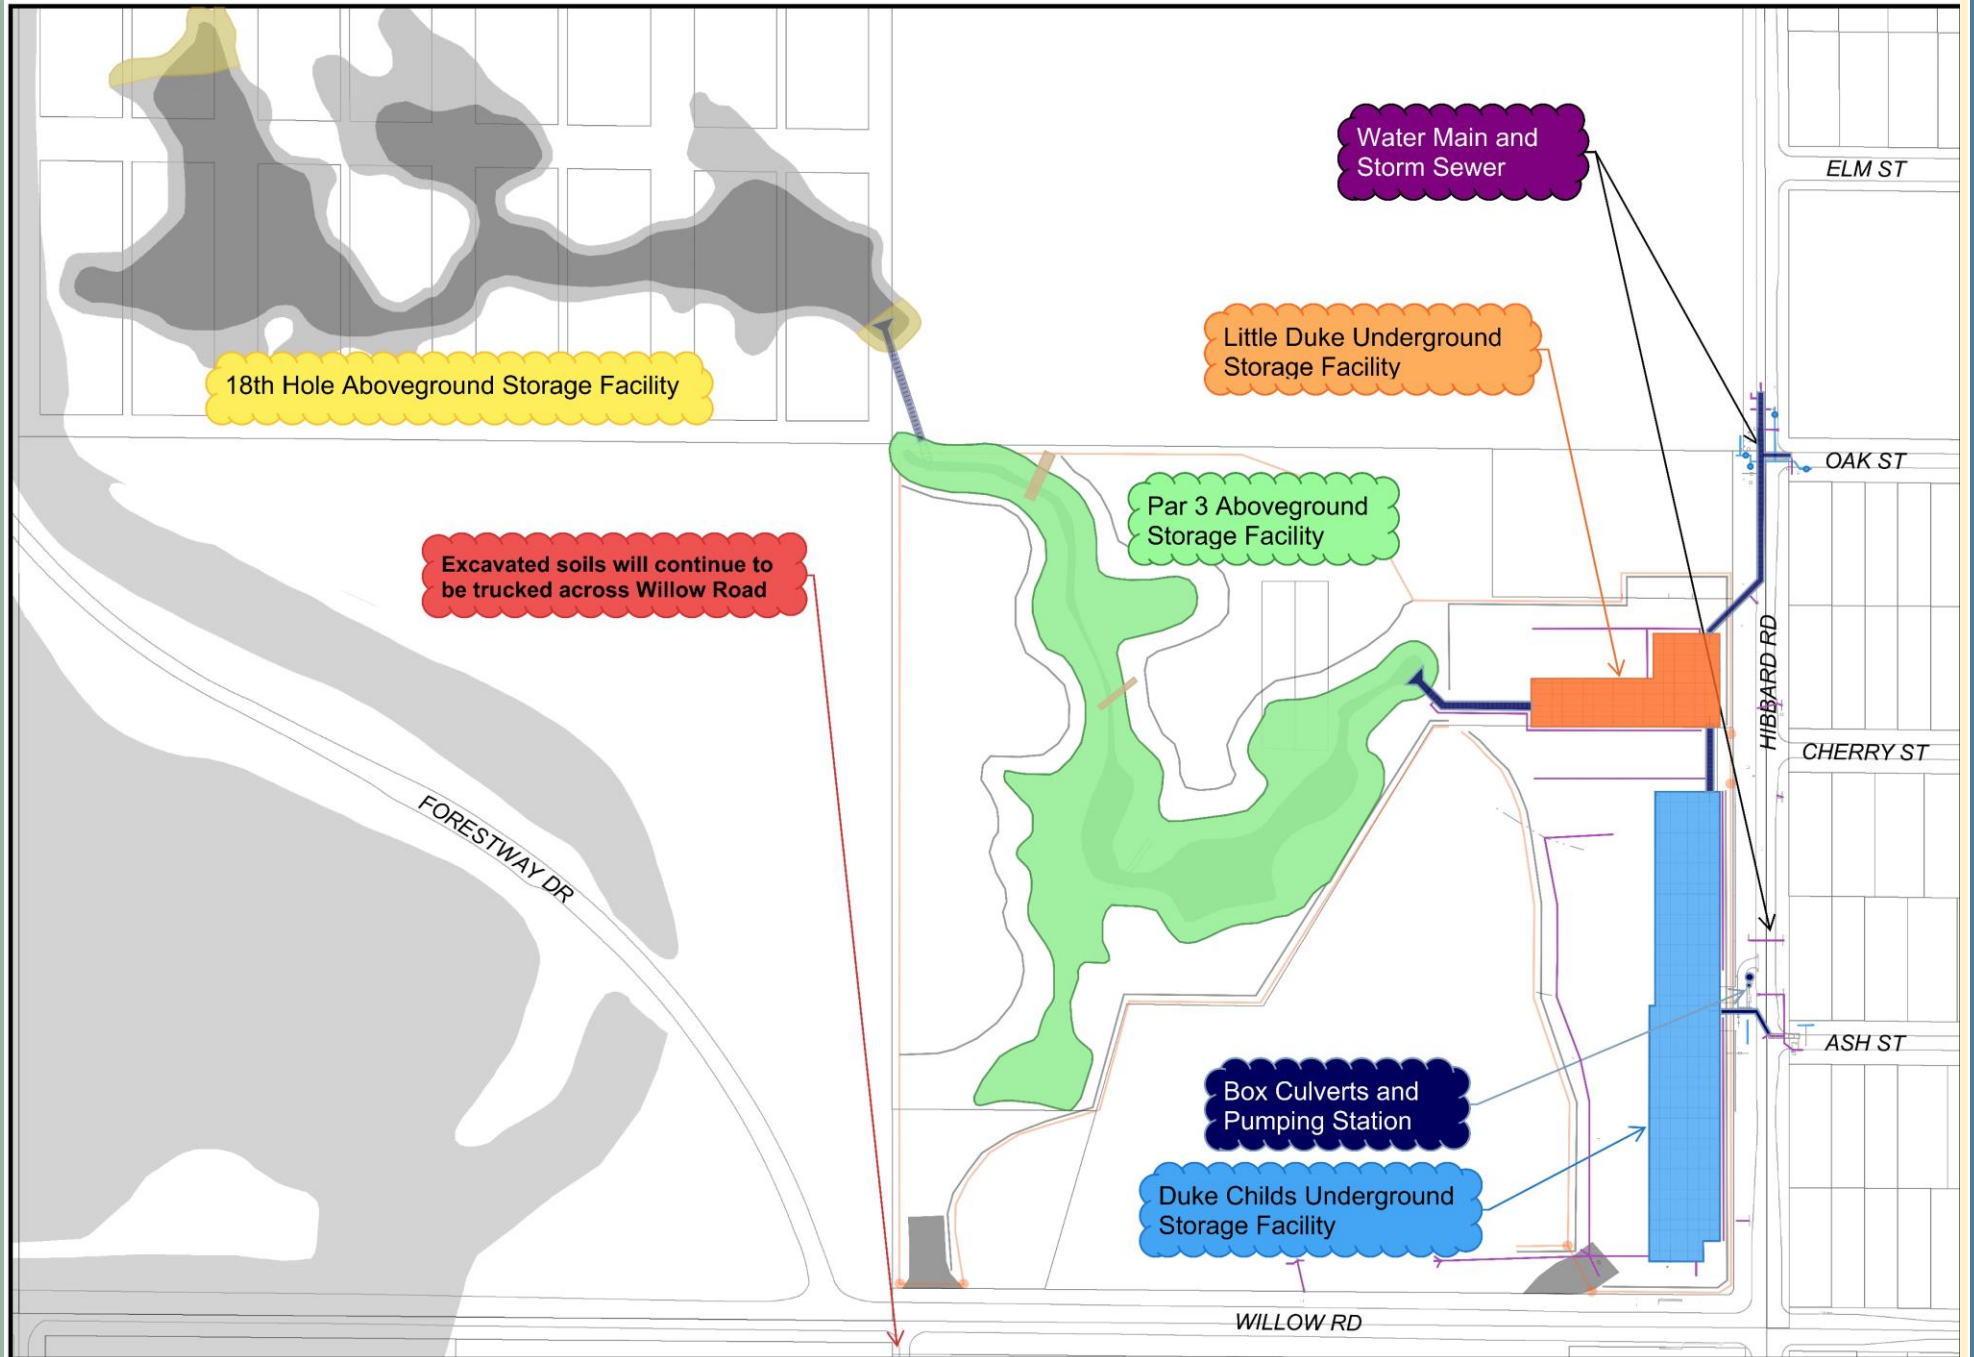 Water Main and
Storm Sewer
ELM ST
Little Duke Underground
Storage Facility
18th Hole Aboveground Storage Facility
OAK ST
Par 3 Aboveground
Storage Facility
Excavated soils will continue to
be trucked across Willow Road
HIBBARD RD
CHERRY ST
FORESTWAY DR
ASH ST
Box Culverts and
Pumping Station
Duke Childs Underground
Storage Facility
WILLOW RD